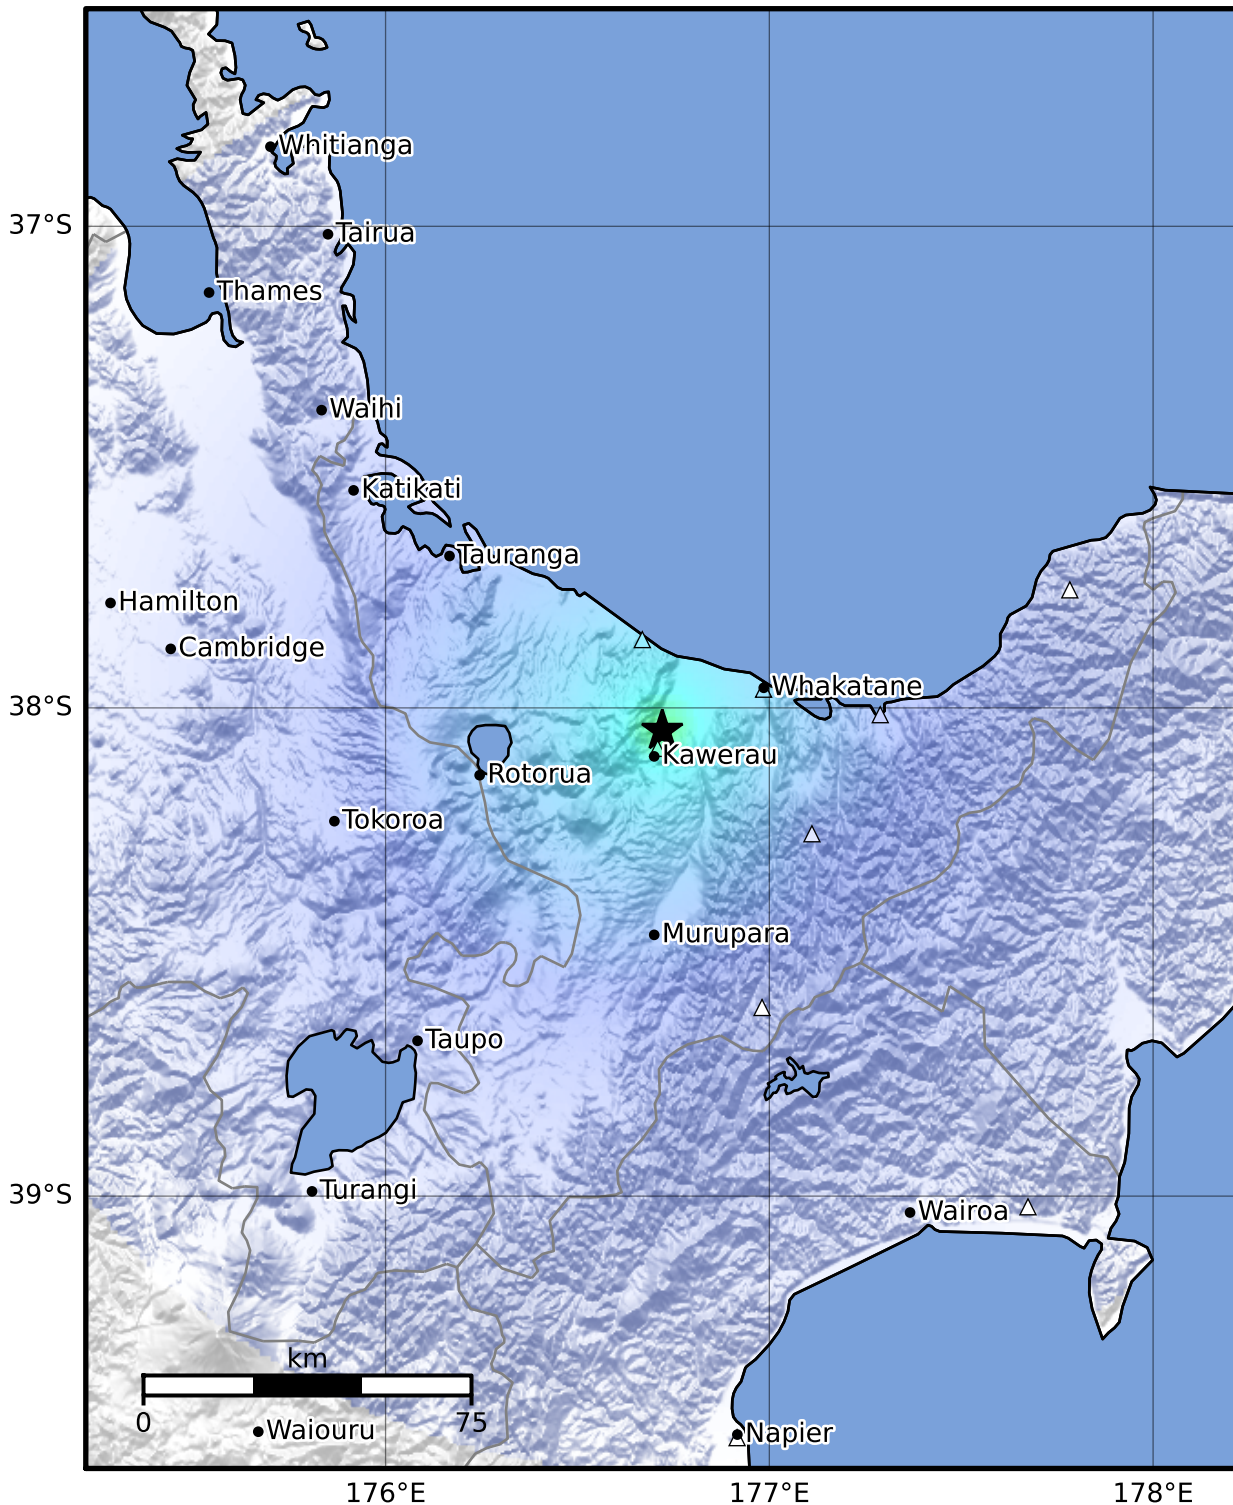 Whitianga
37°S
Tairua
Thames
Waihi
Katikati
Tauranga
Hamilton
Cambridge
Whakatane
38°S
Kawerau
Rotorua
Tokoroa
Murupara
Taupo
39°S
Turangi
Wairoa
km
0
75
Waiouru
Napier
176°E
177°E
178°E